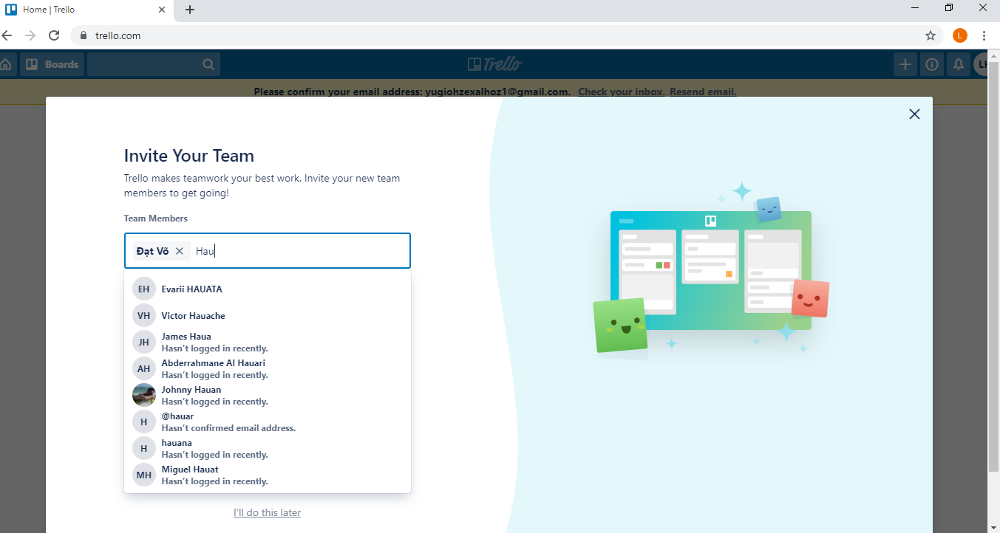 Home | Trello
trello.com
L
Boards
Trello
LH
Please confirm your email address: yugiohzexalhoz1@gmail.com. Check your inbox. Resend email.
Invite Your Team
Trello makes teamwork your best work. Invite your new team
members to get going!
Team Members
Đạt Võ Hau
EH Evarii HAUATA
VH Victor Hauache
JH James Haua
Hasn't logged in recently.
AH Abderrahmane Al Hauari
Hasn't logged in recently.
Johnny Hauan
Hasn't logged in recently.
H @hauar
Hasn't confirmed email address.
H hauana
Hasn't logged in recently.
MH Miguel Hauat
Hasn't logged in recently.
I'll do this later